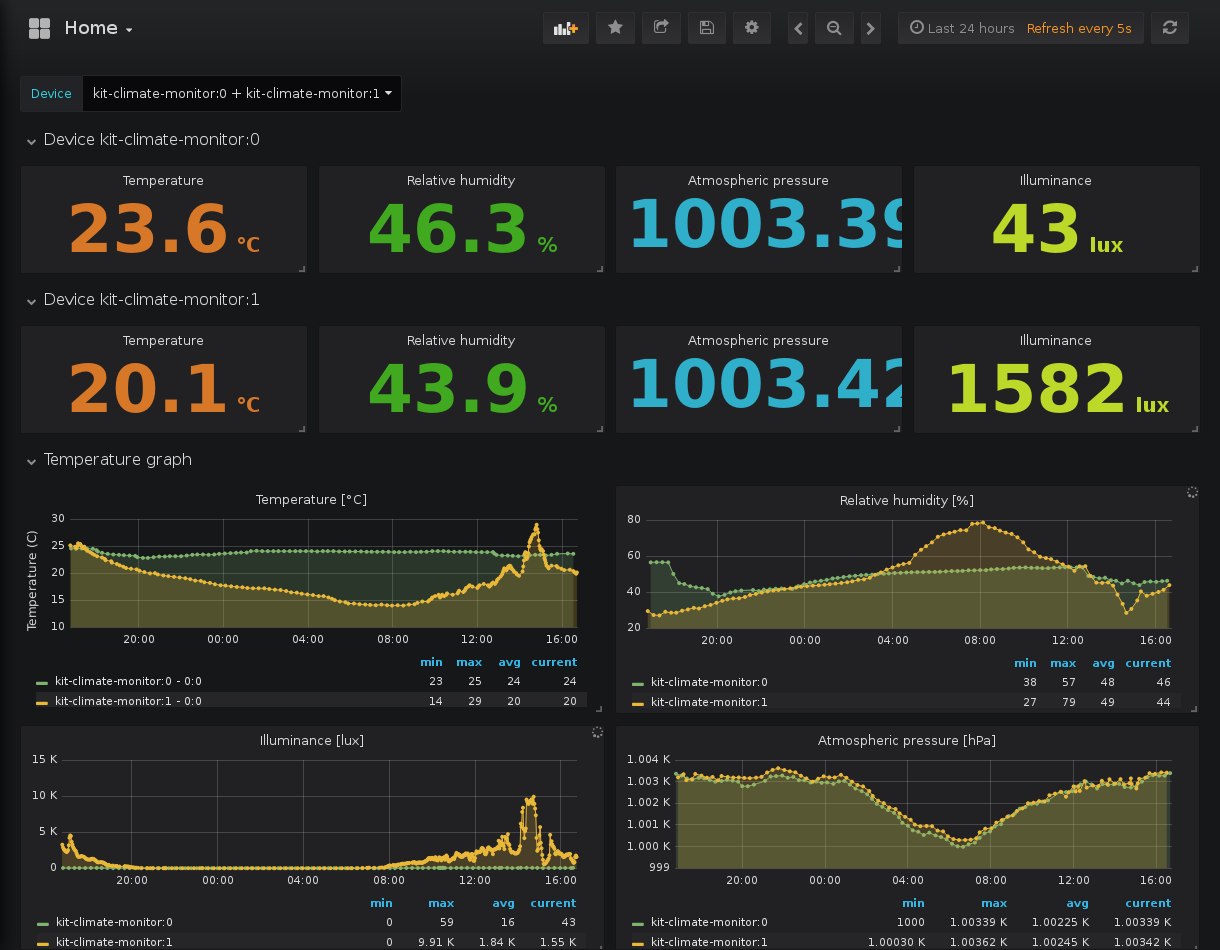 Home
Last 24 hours Refresh every 5s
Device kit-climate-monitor:0 + kit-climate-monitor:1
Device kit-climate-monitor:0
Temperature Relative humidity Atmospheric pressure Illuminance
23.6 °C 46.3 % 1003.39 43 lux
Device kit-climate-monitor:1
Temperature Relative humidity Atmospheric pressure Illuminance
20.1 °C 43.9 % 1003.42 1582 lux
Temperature graph
Temperature [°C]
Temperature (C)
30
25
20
15
10
20:00 00:00 04:00 08:00 12:00 16:00
min max avg current
kit-climate-monitor:0 - 0:0 23 25 24 24
kit-climate-monitor:1 - 0:0 14 29 20 20
Relative humidity [%]
80
60
40
20
20:00 00:00 04:00 08:00 12:00 16:00
min max avg current
kit-climate-monitor:0 38 57 48 46
kit-climate-monitor:1 27 79 49 44
Illuminance [lux]
15 K
10 K
5 K
0
20:00 00:00 04:00 08:00 12:00 16:00
min max avg current
kit-climate-monitor:0 0 59 16 43
kit-climate-monitor:1 0 9.91 K 1.84 K 1.55 K
Atmospheric pressure [hPa]
1.004 K
1.003 K
1.002 K
1.001 K
1.000 K
999
20:00 00:00 04:00 08:00 12:00 16:00
min max avg current
kit-climate-monitor:0 1000 1.00339 K 1.00225 K 1.00339 K
kit-climate-monitor:1 1.00030 K 1.00362 K 1.00245 K 1.00342 K